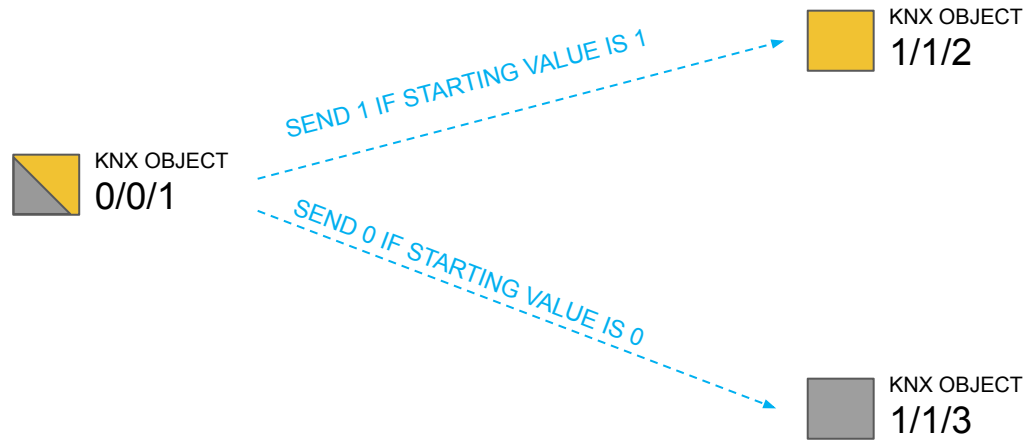 KNX OBJECT
1/1/2
SEND 1 IF STARTING VALUE IS 1
KNX OBJECT
0/0/1
SEND 0 IF STARTING VALUE IS 0
KNX OBJECT
1/1/3